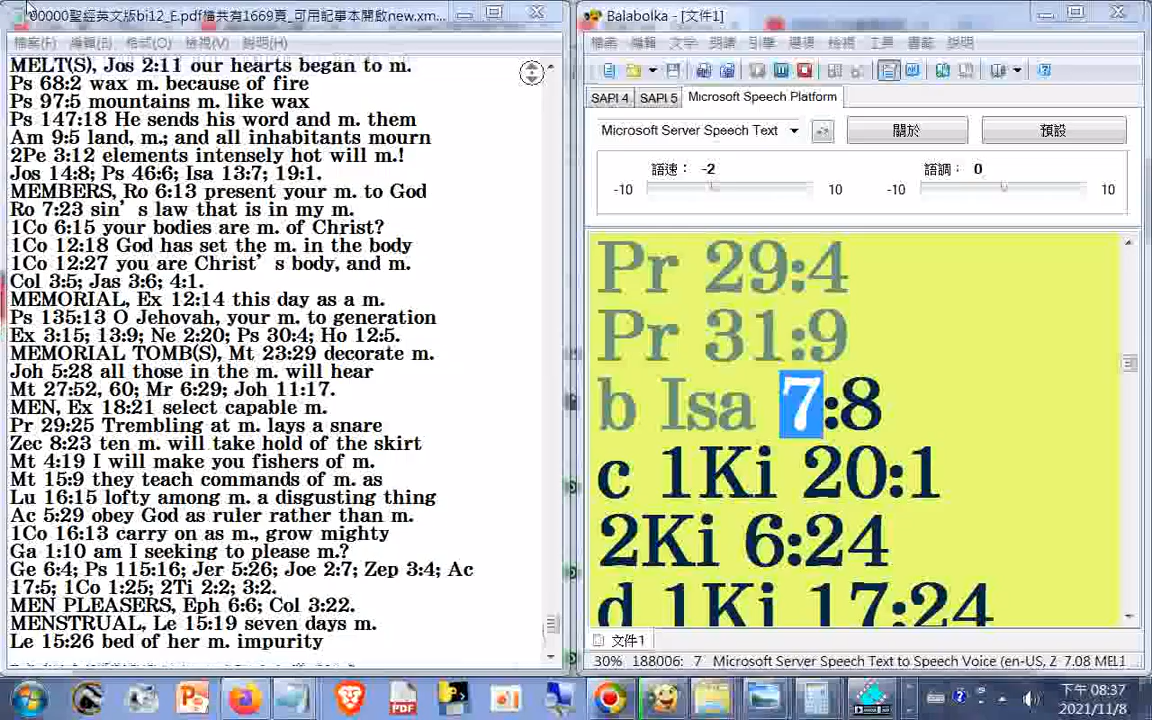 00000聖經英文版bi12_E.pdf檔共有1669頁_可用記事本開啟new.xm...
檔案(F) 編輯(E) 格式(O) 檢視(V) 說明(H)
MELT(S), Jos 2:11 our hearts began to m.
Ps 68:2 wax m. because of fire
Ps 97:5 mountains m. like wax
Ps 147:18 He sends his word and m. them
Am 9:5 land, m.; and all inhabitants mourn
2Pe 3:12 elements intensely hot will m.!
Jos 14:8; Ps 46:6; Isa 13:7; 19:1.
MEMBERS, Ro 6:13 present your m. to God
Ro 7:23 sin’s law that is in my m.
1Co 6:15 your bodies are m. of Christ?
1Co 12:18 God has set the m. in the body
1Co 12:27 you are Christ’s body, and m.
Col 3:5; Jas 3:6; 4:1.
MEMORIAL, Ex 12:14 this day as a m.
Ps 135:13 O Jehovah, your m. to generation
Ex 3:15; 13:9; Ne 2:20; Ps 30:4; Ho 12:5.
MEMORIAL TOMB(S), Mt 23:29 decorate m.
Joh 5:28 all those in the m. will hear
Mt 27:52, 60; Mr 6:29; Joh 11:17.
MEN, Ex 18:21 select capable m.
Pr 29:25 Trembling at m. lays a snare
Zec 8:23 ten m. will take hold of the skirt
Mt 4:19 I will make you fishers of m.
Mt 15:9 they teach commands of m. as
Lu 16:15 lofty among m. a disgusting thing
Ac 5:29 obey God as ruler rather than m.
1Co 16:13 carry on as m., grow mighty
Ga 1:10 am I seeking to please m.?
Ge 6:4; Ps 115:16; Jer 5:26; Joe 2:7; Zep 3:4; Ac
17:5; 1Co 1:25; 2Ti 2:2; 3:2.
MEN PLEASERS, Eph 6:6; Col 3:22.
MENSTRUAL, Le 15:19 seven days m.
Le 15:26 bed of her m. impurity
Balabolka - [文件1]
檔案 編輯 文字 朗讀 引擎 選項 檢視 工具 書籤 說明
SAPI 4 SAPI 5 Microsoft Speech Platform
Microsoft Server Speech Text 關於 預設
語速： -2 語調： 0
-10 10 -10 10
Pr 29:4
Pr 31:9
b Isa 7:8
c 1Ki 20:1
2Ki 6:24
d 1Ki 17:24
文件1
30% 188006: 7 Microsoft Server Speech Text to Speech Voice (en-US, Z 7.08 MEL1
PDF
下午 08:37
2021/11/8